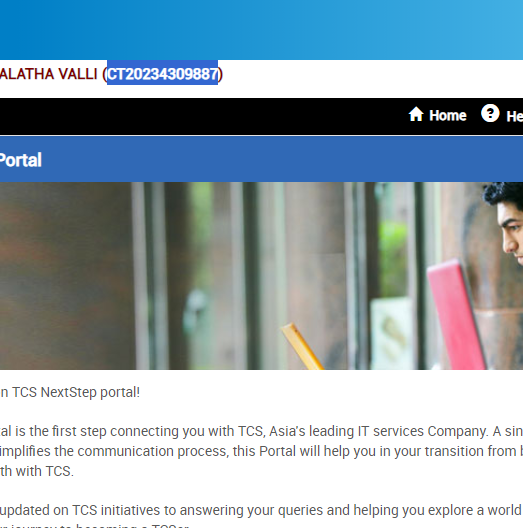 ALATHA VALLI (CT20234309887)
Home ? He
Portal
n TCS NextStep portal!
al is the first step connecting you with TCS, Asia's leading IT services Company. A sin
implifies the communication process, this Portal will help you in your transition from b
th with TCS.
updated on TCS initiatives to answering your queries and helping you explore a world